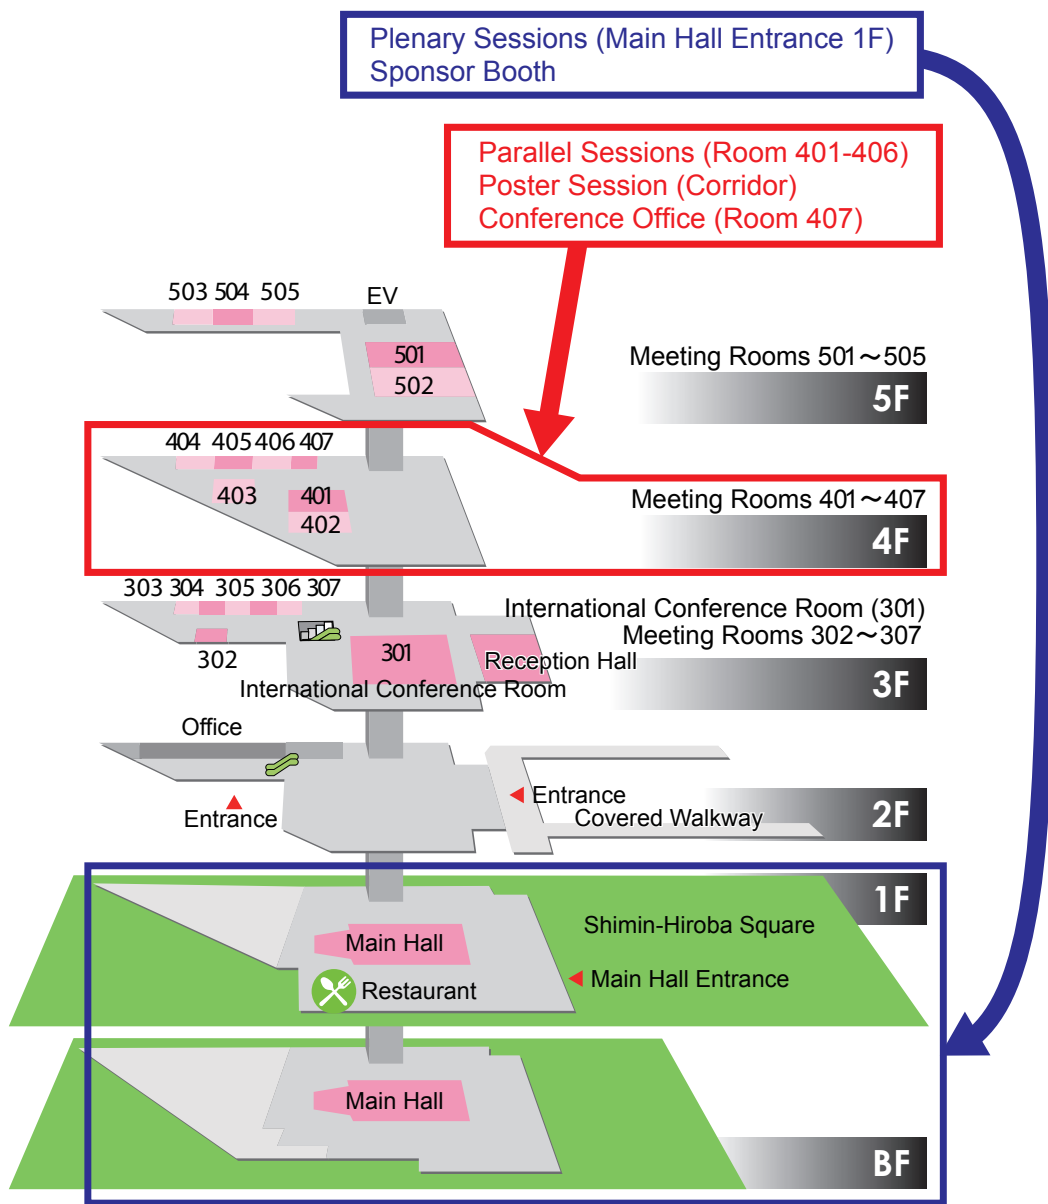 Plenary Sessions (Main Hall Entrance 1F)
Sponsor Booth
Parallel Sessions (Room 401-406)
Poster Session (Corridor)
Conference Office (Room 407)
503 504 505
EV
501
502
Meeting Rooms 501～505
5F
404 405 406 407
403
401
402
Meeting Rooms 401～407
4F
303 304 305 306 307
302
301
International Conference Room
Reception Hall
International Conference Room (301)
Meeting Rooms 302～307
3F
Office
Entrance
Entrance
Covered Walkway
2F
1F
Main Hall
Shimin-Hiroba Square
Main Hall Entrance
Restaurant
Main Hall
BF